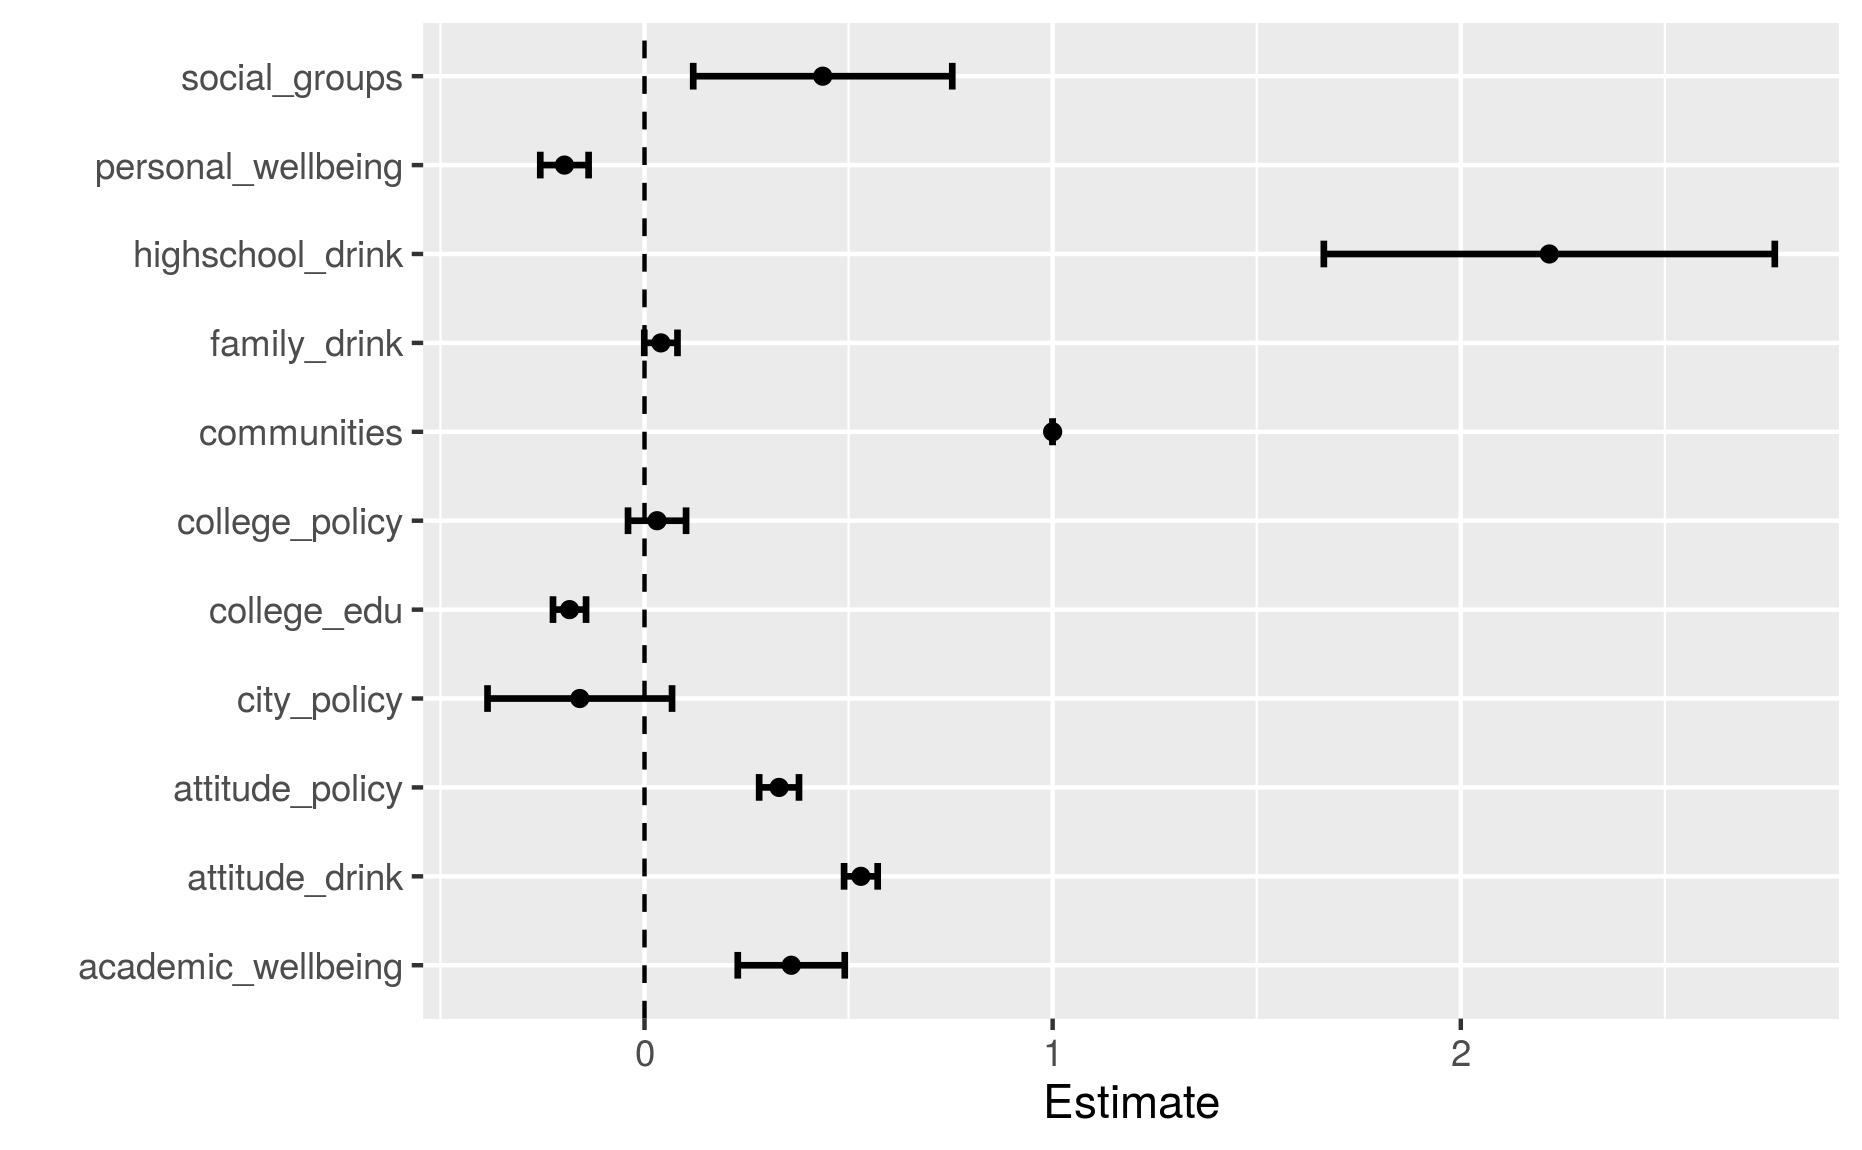 social_groups
personal_wellbeing
highschool_drink
family_drink
communities
college_policy
college_edu
city_policy
attitude_policy
attitude_drink
academic_wellbeing
0 1 2
Estimate